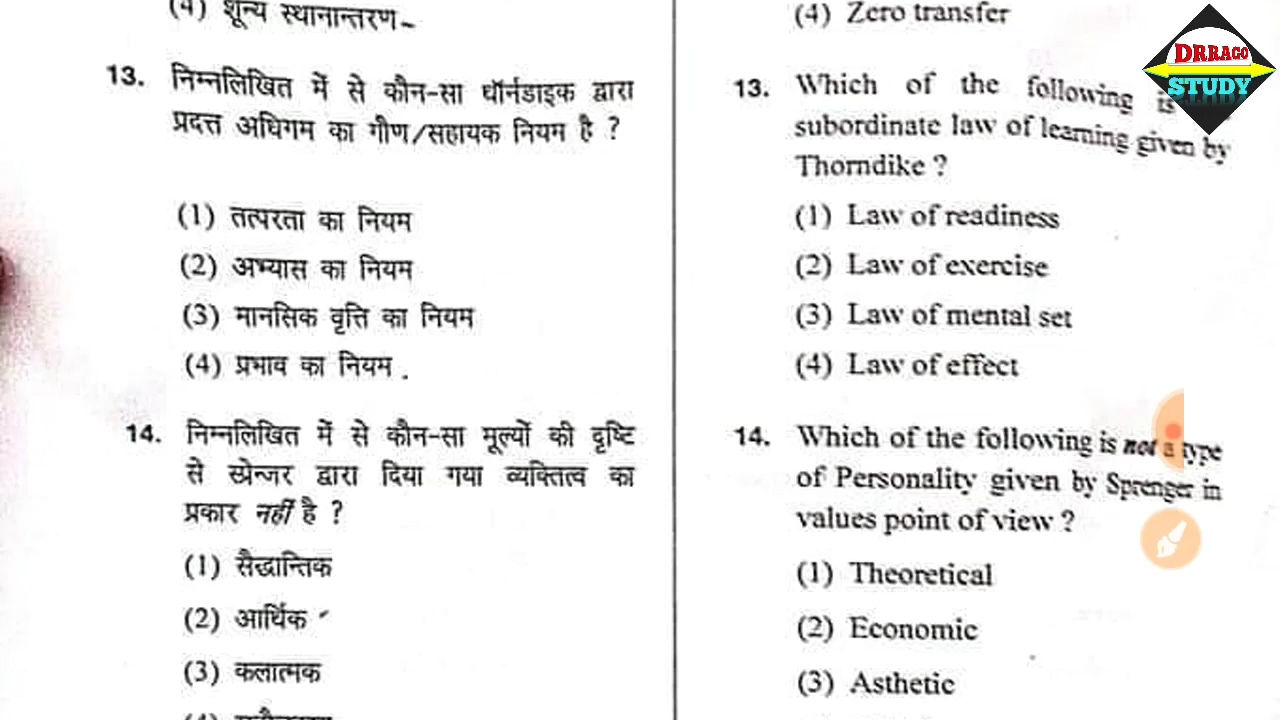 (4) शून्य स्थानान्तरण
13. निम्नलिखित में से कौन-सा थॉर्नडाइक द्वारा
प्रदत्त अधिगम का गौण/सहायक नियम है ?
(1) तत्परता का नियम
(2) अभ्यास का नियम
(3) मानसिक वृत्ति का नियम
(4) प्रभाव का नियम .
14. निम्नलिखित में से कौन-सा मूल्यों की दृष्टि
से स्प्रेन्जर द्वारा दिया गया व्यक्तित्व का
प्रकार नहीं है ?
(1) सैद्धान्तिक
(2) आर्थिक
(3) कलात्मक
(4)
(4) Zero transfer
13. Which of the following is
subordinate law of learning given by
Thorndike ?
(1) Law of readiness
(2) Law of exercise
(3) Law of mental set
(4) Law of effect
14. Which of the following is not a type
of Personality given by Sprenger in
values point of view ?
(1) Theoretical
(2) Economic
(3) Asthetic
DRRAGO
STUDY